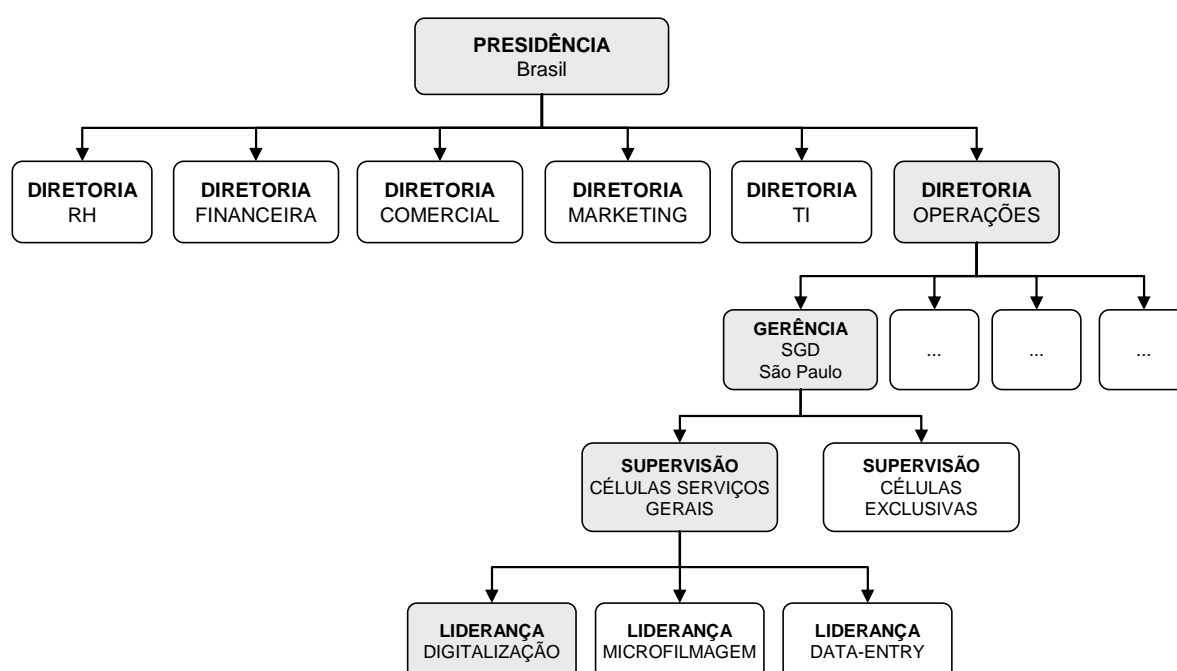 PRESIDÊNCIA
Brasil
DIRETORIA
RH
DIRETORIA
FINANCEIRA
DIRETORIA
COMERCIAL
DIRETORIA
MARKETING
DIRETORIA
TI
DIRETORIA
OPERAÇÕES
GERÊNCIA
SGD
São Paulo
...
...
...
SUPERVISÃO
CÉLULAS SERVIÇOS
GERAIS
SUPERVISÃO
CÉLULAS
EXCLUSIVAS
LIDERANÇA
DIGITALIZAÇÃO
LIDERANÇA
MICROFILMAGEM
LIDERANÇA
DATA-ENTRY